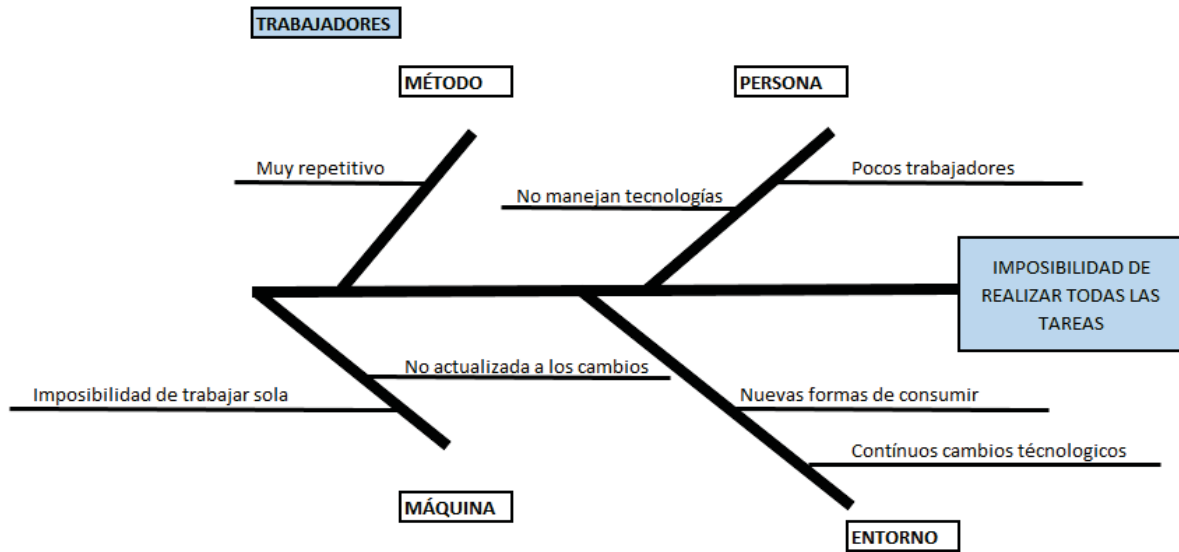 TRABAJADORES
MÉTODO
PERSONA
Muy repetitivo
Pocos trabajadores
No manejan tecnologías
IMPOSIBILIDAD DE
REALIZAR TODAS LAS
TAREAS
No actualizada a los cambios
Imposibilidad de trabajar sola
Nuevas formas de consumir
Contínuos cambios técnologicos
MÁQUINA
ENTORNO